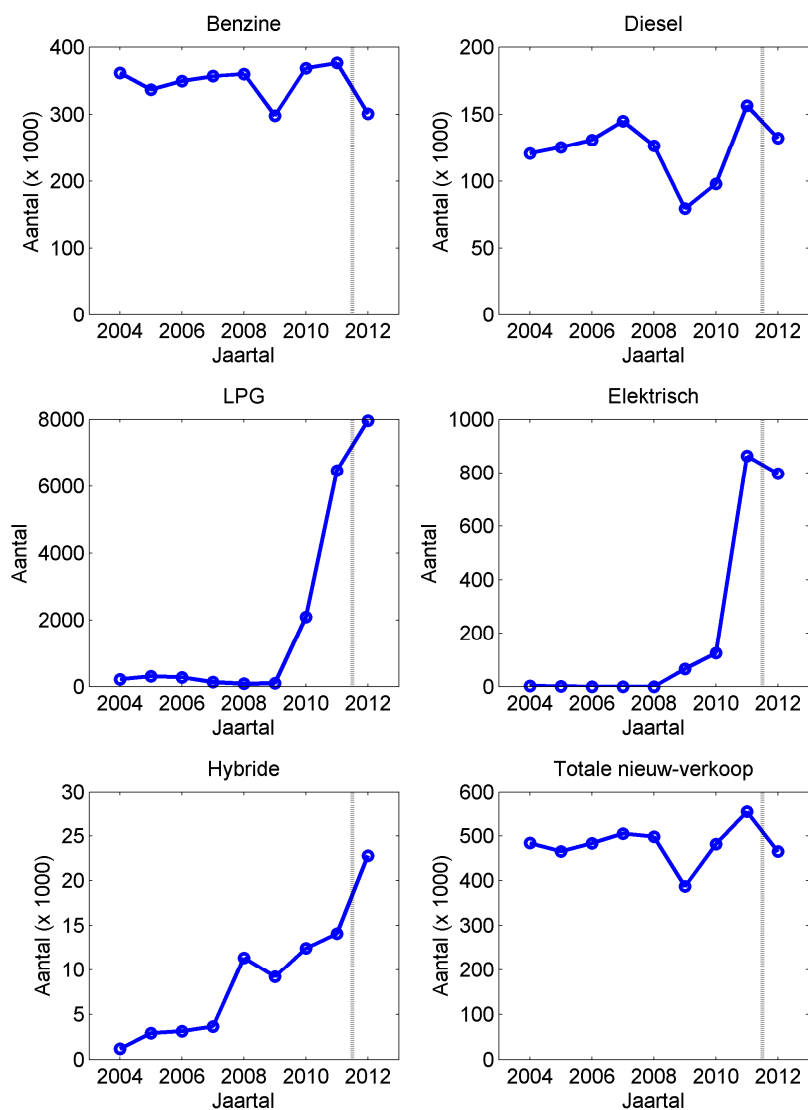 Benzine
Aantal (x 1000)
400
300
200
100
0
2004 2006 2008 2010 2012
Jaartal
Diesel
Aantal (x 1000)
200
150
100
50
0
2004 2006 2008 2010 2012
Jaartal
LPG
Aantal
8000
6000
4000
2000
0
2004 2006 2008 2010 2012
Jaartal
Elektrisch
Aantal
1000
800
600
400
200
0
2004 2006 2008 2010 2012
Jaartal
Hybride
Aantal (x 1000)
30
25
20
15
10
5
0
2004 2006 2008 2010 2012
Jaartal
Totale nieuw-verkoop
Aantal (x 1000)
600
500
400
300
200
100
0
2004 2006 2008 2010 2012
Jaartal